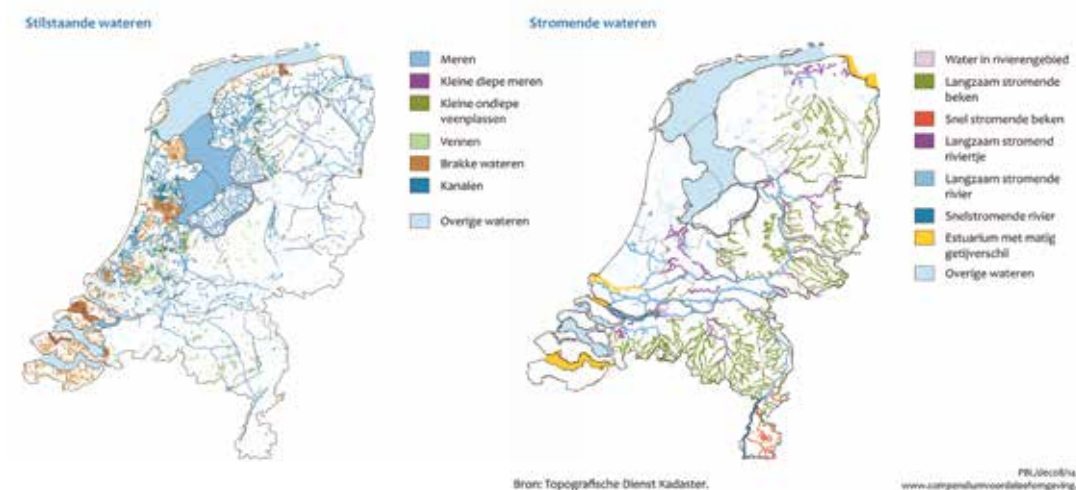 Stilstaande wateren
Meren
Kleine diepe meren
Kleine ondiepe
veenplassen
Vennen
Brakke wateren
Kanalen
Overige wateren
Stromende wateren
Water in rivierengebied
Langzaam stromende
beken
Snel stromende beken
Langzaam stromend
riviertje
Langzaam stromende
rivier
Snelstromende rivier
Estuarium met matig
getijverschil
Overige wateren
Bron: Topografische Dienst Kadaster.
www.compendiumvoordeleefomgeving.